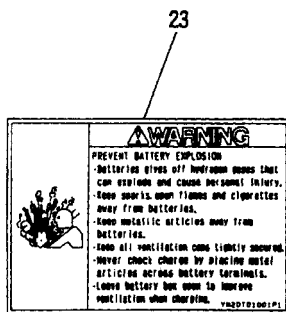 23
WARNING
PREVENT BATTERY EXPLOSION
·Batteries gives off hydrogen gases that
can explode and cause personal injury.
·Keep sparks,open flames and cigarettes
away from batteries.
·Keep metallic articles away from
batteries.
·Keep all ventilation caps tightly secured.
·Never check charge by placing metal
articles across battery terminals.
·Leave battery box open to improve
ventilation when charging.
YN20T01001P1